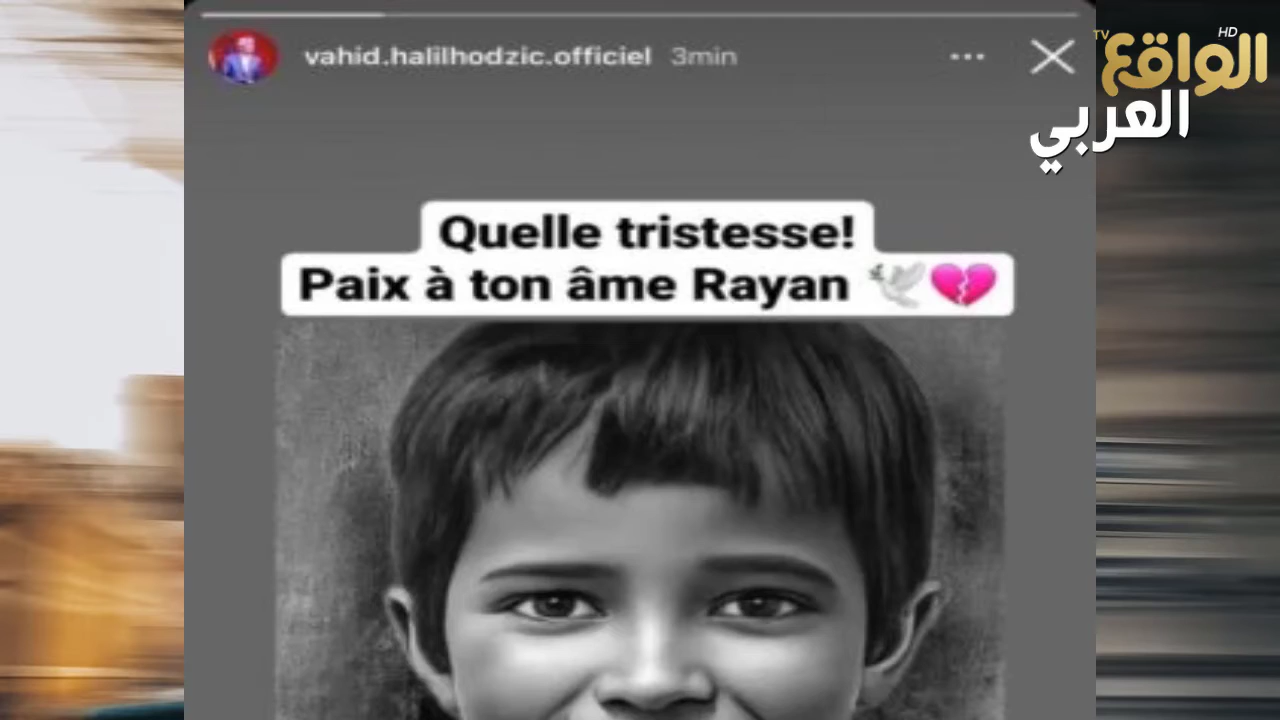 vahid.halilhodzic.officiel 3min
TV HD
الواقع
العربي
Quelle tristesse!
Paix à ton âme Rayan 🕊️💔